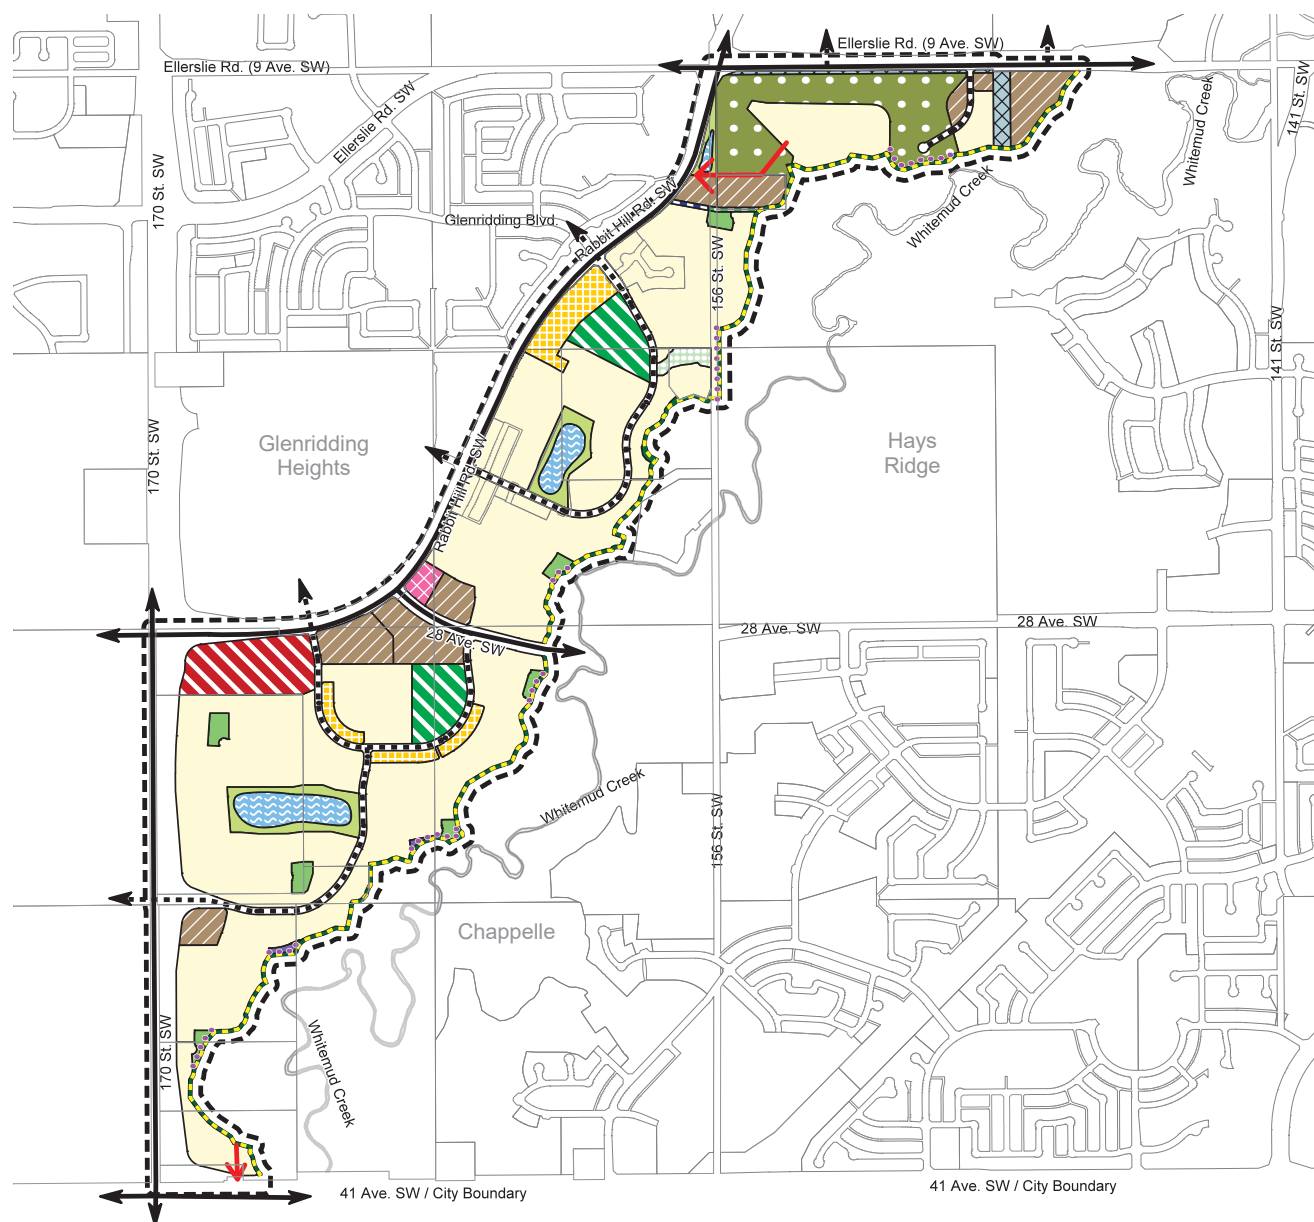 Ellerslie Rd. (9 Ave. SW)
Ellerslie Rd. (9 Ave. SW)
141 St. SW
Ellerslie Rd. SW
Whitemud Creek
170 St. SW
Whitemud Creek
Glenridding Blvd.
Rabbit Hill Rd. SW
156 St. SW
141 St. SW
Glenridding
Heights
Hays
Ridge
170 St. SW
Rabbit Hill Rd. SW
28 Ave. SW
28 Ave. SW
28 Ave. SW
Whitemud Creek
156 St. SW
Chappelle
170 St. SW
Whitemud Creek
41 Ave. SW / City Boundary
41 Ave. SW / City Boundary